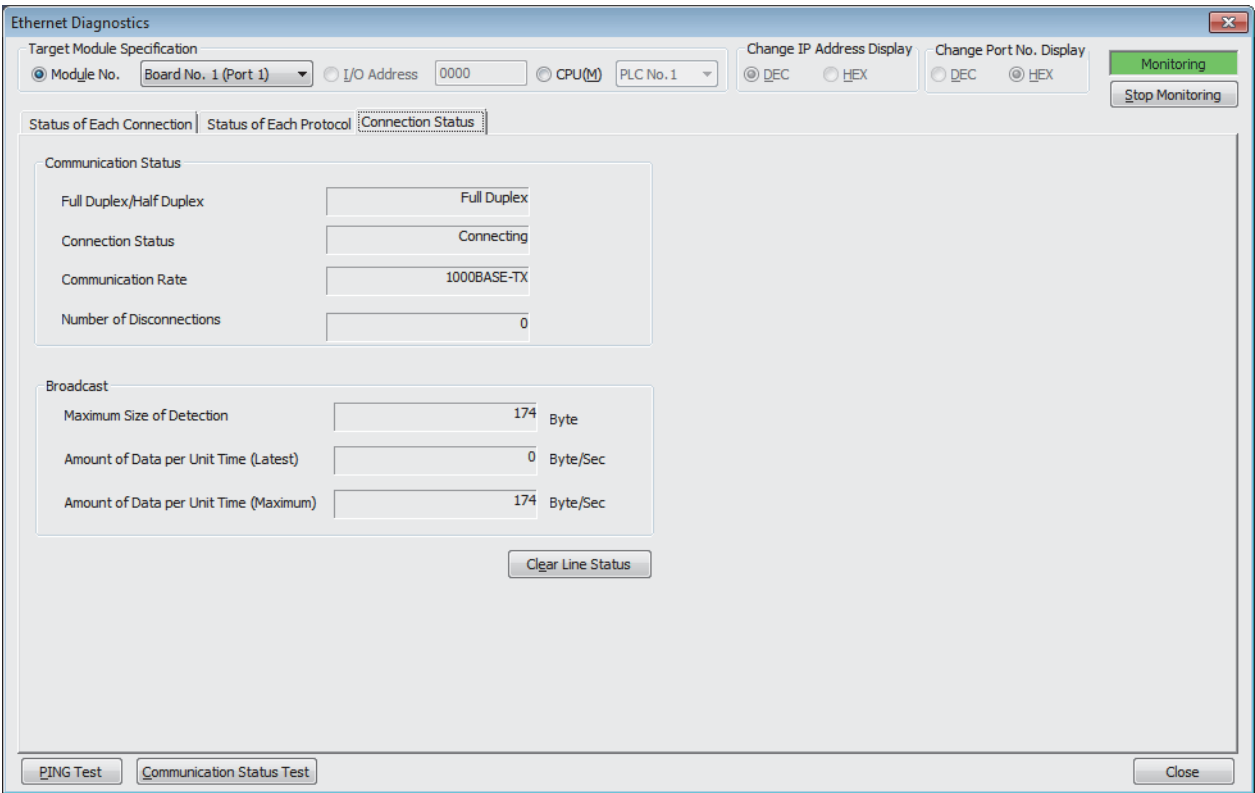 Ethernet Diagnostics
Target Module Specification
Module No. Board No. 1 (Port 1) I/O Address 0000 CPU(M) PLC No.1
Change IP Address Display
DEC HEX
Change Port No. Display
DEC HEX
Monitoring
Stop Monitoring
Status of Each Connection Status of Each Protocol Connection Status
Communication Status
Full Duplex/Half Duplex Full Duplex
Connection Status Connecting
Communication Rate 1000BASE-TX
Number of Disconnections 0
Broadcast
Maximum Size of Detection 174 Byte
Amount of Data per Unit Time (Latest) 0 Byte/Sec
Amount of Data per Unit Time (Maximum) 174 Byte/Sec
Clear Line Status
PING Test Communication Status Test Close